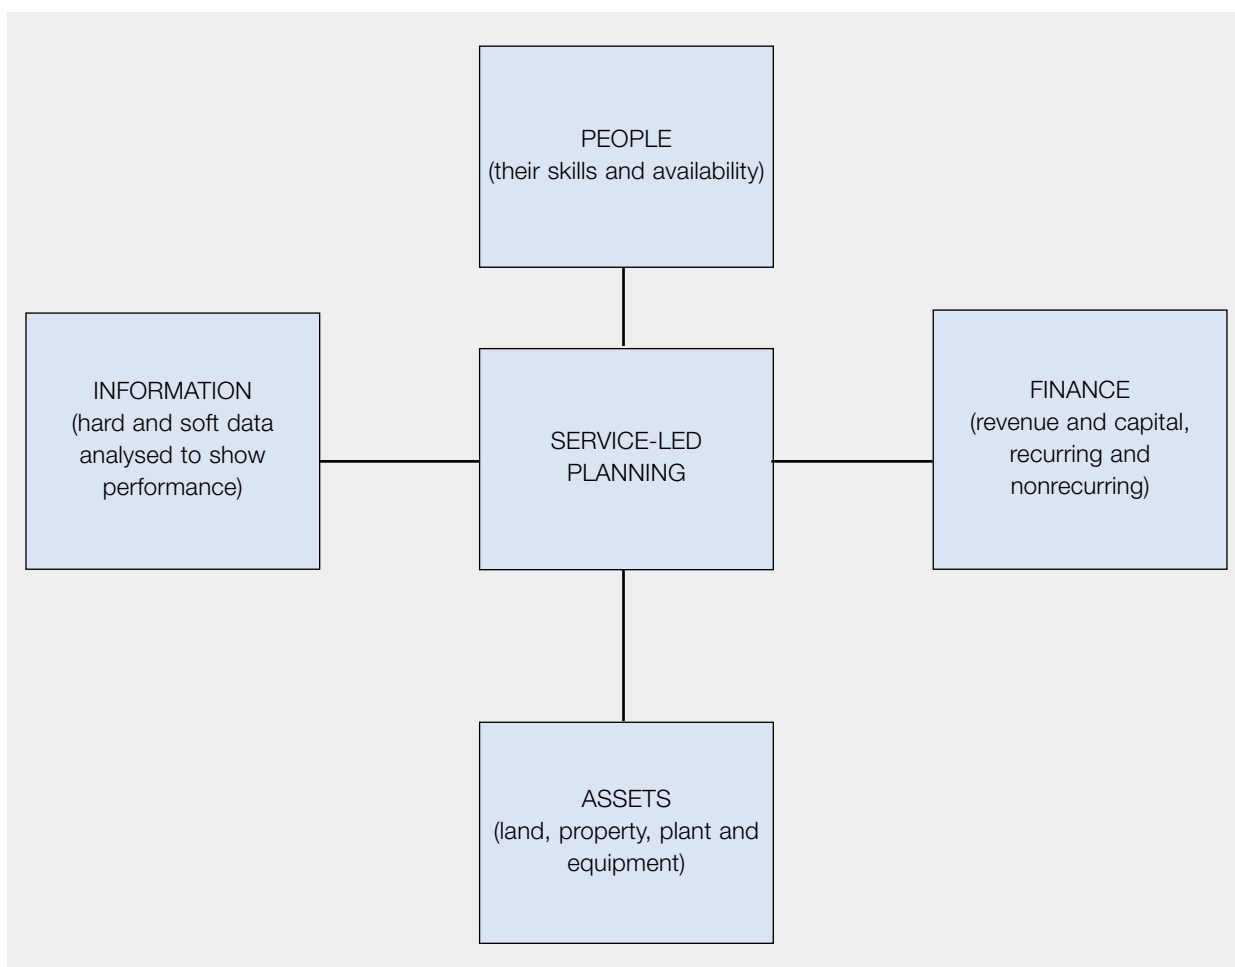 PEOPLE
(their skills and availability)
INFORMATION
(hard and soft data
analysed to show
performance)
SERVICE-LED
PLANNING
FINANCE
(revenue and capital,
recurring and
nonrecurring)
ASSETS
(land, property, plant and
equipment)